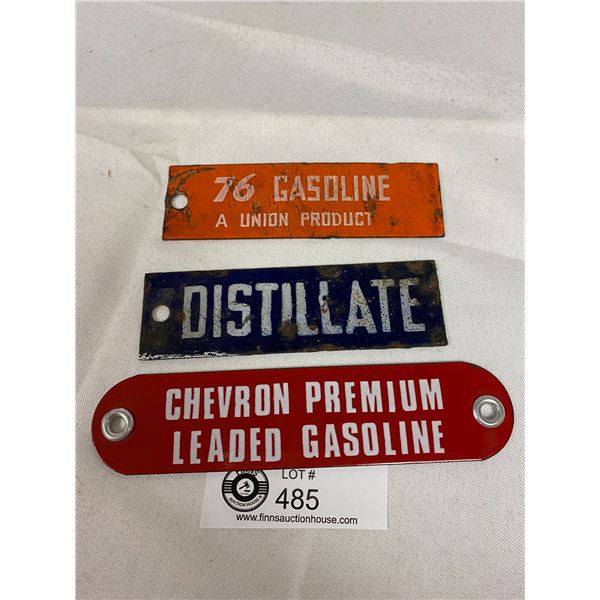 76 GASOLINE
A UNION PRODUCT
DISTILLATE
CHEVRON PREMIUM
LEADED GASOLINE
LOT #
485
www.finnsauctionhouse.com